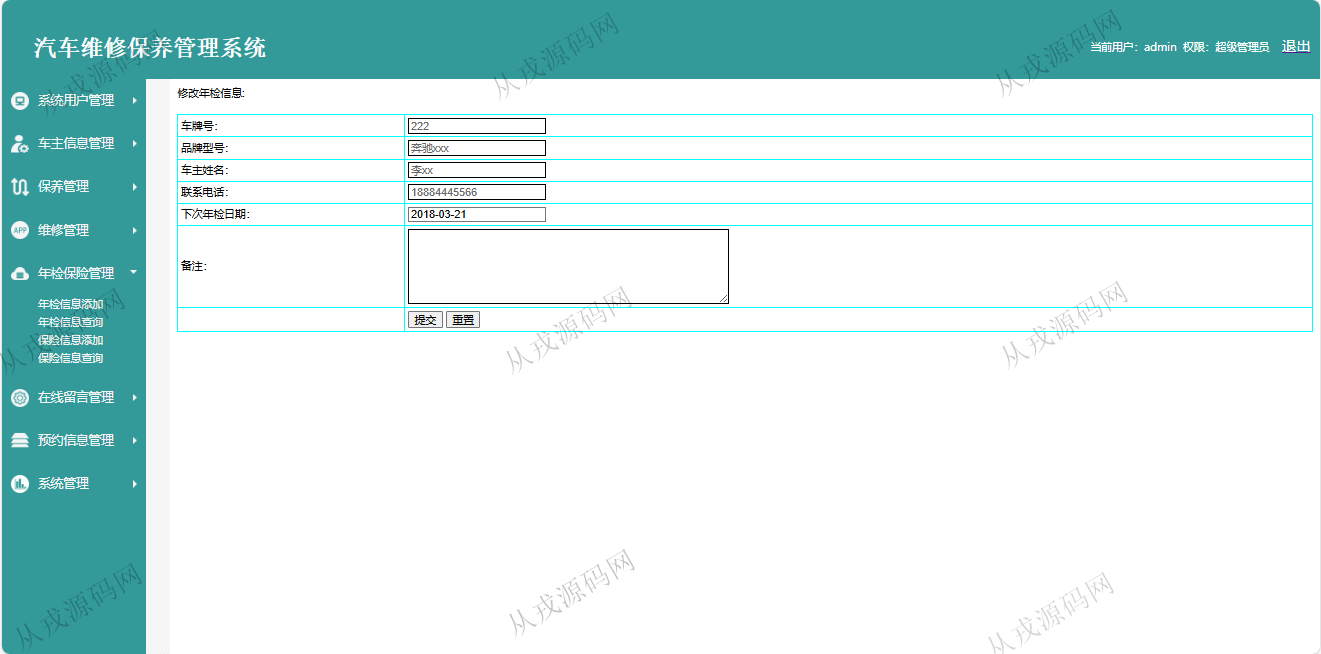 汽车维修保养管理系统
当前用户：admin 权限：超级管理员 退出
系统用户管理
车主信息管理
保养管理
APP 维修管理
年检保险管理
年检信息添加
年检信息查询
保险信息添加
保险信息查询
在线留言管理
预约信息管理
系统管理
修改年检信息:
车牌号： 222
品牌型号： 奔驰xxx
车主姓名： 李xx
联系电话： 18884445566
下次年检日期： 2018-03-21
备注：
提交 重置
从戎源码网
从戎源码网
从戎源码网
从戎源码网
从戎源码网
从戎源码网
从戎源码网
从戎源码网
从戎源码网